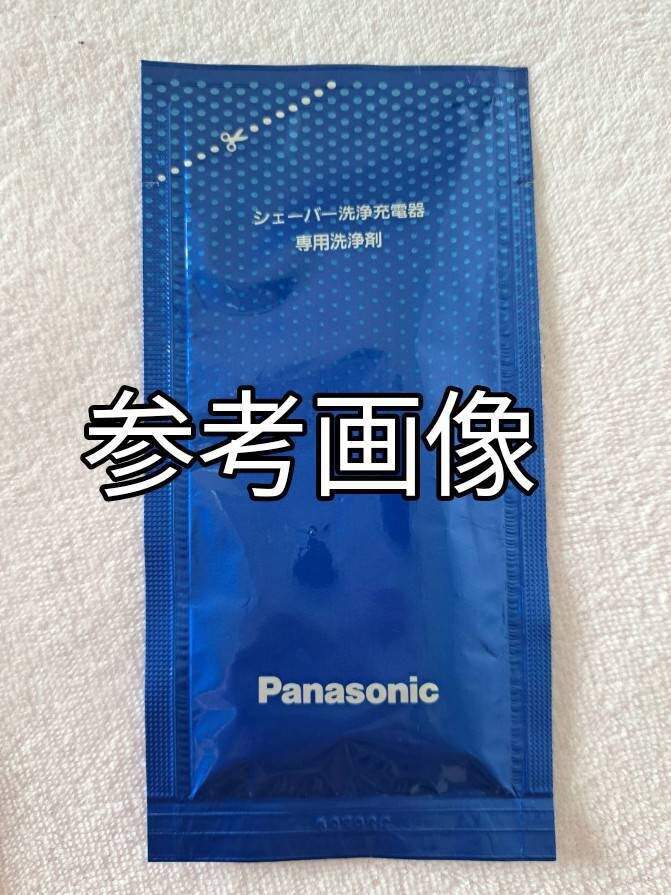 シェーバー洗浄充電器
専用洗浄剤
参考画像
Panasonic